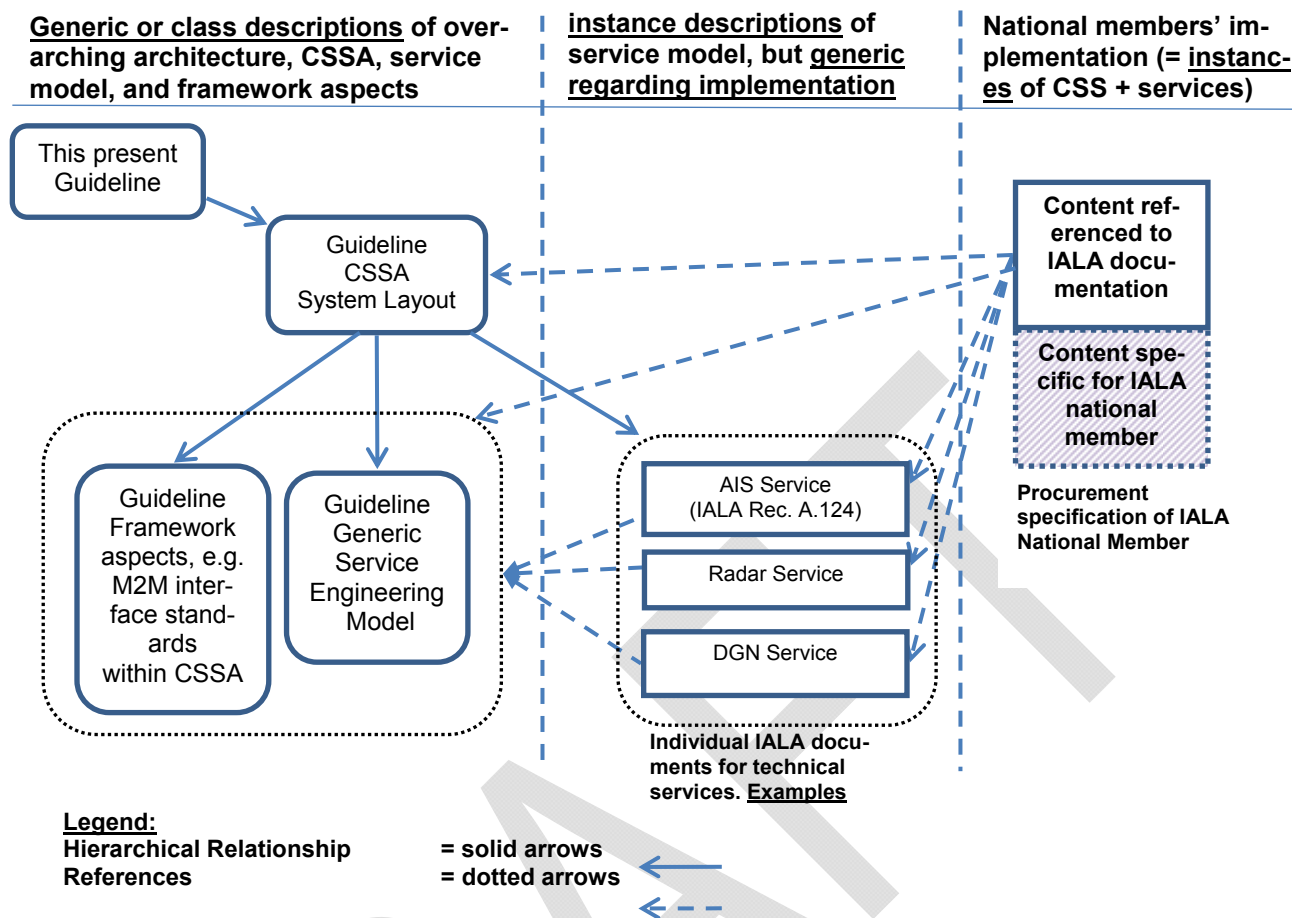 Generic or class descriptions of over-
arching architecture, CSSA, service
model, and framework aspects
instance descriptions of
service model, but generic
regarding implementation
National members’ im-
plementation (= instanc-
es of CSS + services)
This present
Guideline
Guideline
CSSA
System Layout
Content ref-
erenced to
IALA docu-
mentation
Content spe-
cific for IALA
national
member
Procurement
specification of IALA
National Member
Guideline
Framework
aspects, e.g.
M2M inter-
face stand-
ards
within CSSA
Guideline
Generic
Service
Engineering
Model
AIS Service
(IALA Rec. A.124)
Radar Service
DGN Service
Individual IALA docu-
ments for technical
services. Examples
Legend:
Hierarchical Relationship = solid arrows
References = dotted arrows